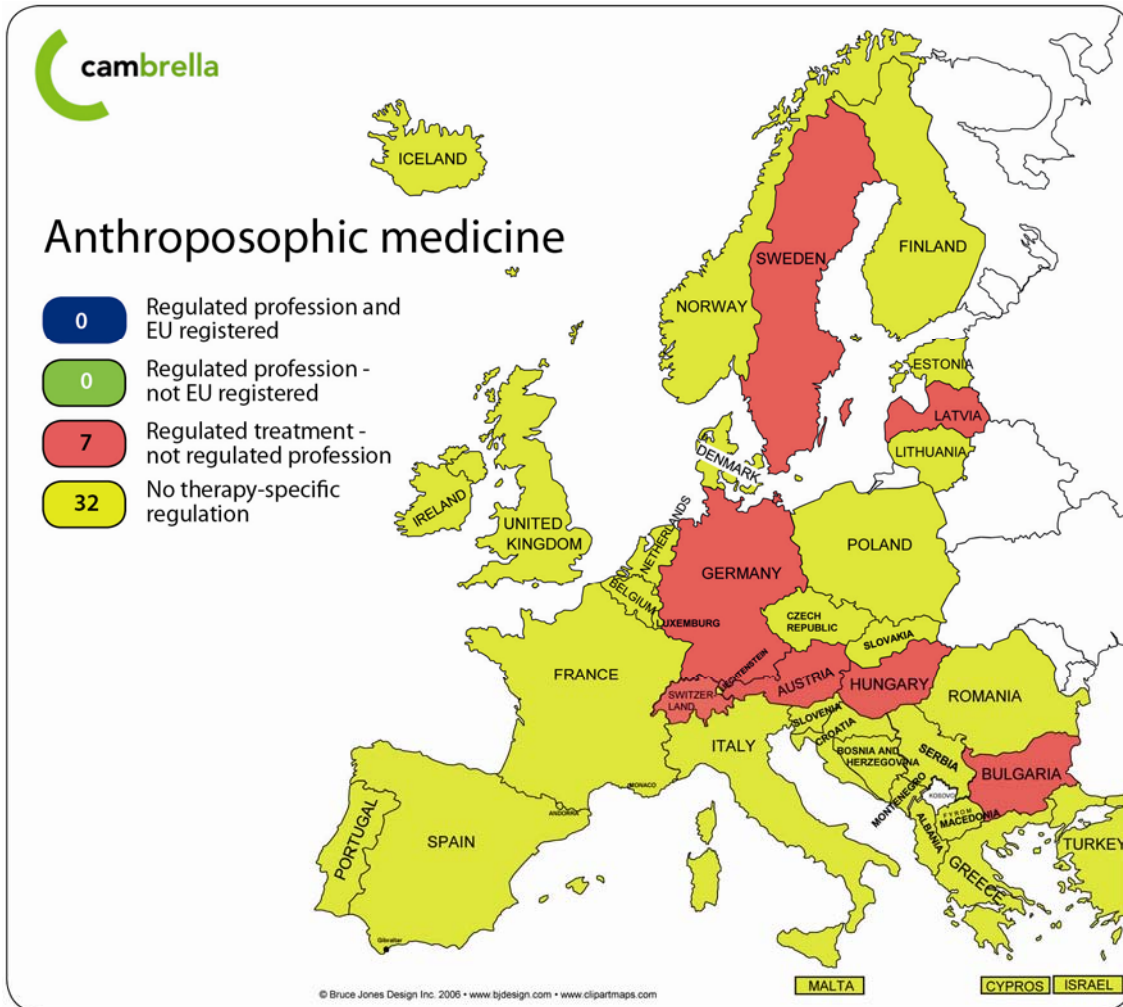 cambrella
ICELAND
Anthroposophic medicine
0
Regulated profession and
EU registered
0
Regulated profession -
not EU registered
7
Regulated treatment -
not regulated profession
32
No therapy-specific
regulation
SWEDEN
FINLAND
NORWAY
ESTONIA
LATVIA
LITHUANIA
DENMARK
IRELAND
UNITED
KINGDOM
NETHERLANDS
BELGIUM
LUXEMBURG
GERMANY
POLAND
CZECH
REPUBLIC
SLOVAKIA
FRANCE
LIECHTENSTEIN
SWITZER
LAND
AUSTRIA
HUNGARY
ROMANIA
SLOVENIA
CROATIA
ITALY
BOSNIA AND
HERZEGOVINA
SERBIA
BULGARIA
MONTENEGRO
KOSOVO
FYROM
MACEDONIA
ALBANIA
MONACO
ANDORRA
PORTUGAL
SPAIN
GREECE
TURKEY
Gibraltar
MALTA
CYPROS
ISRAEL
© Bruce Jones Design Inc. 2006 • www.bjdesign.com • www.clipartmaps.com